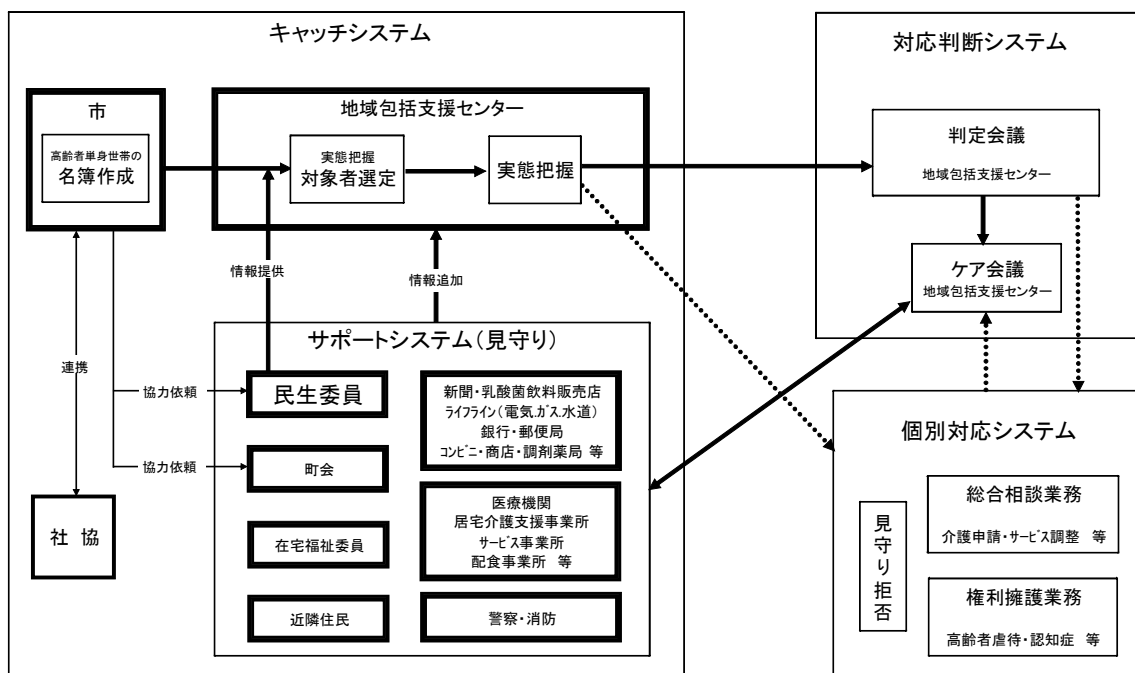 キャッチシステム
市
高齢者単身世帯の
名簿作成
地域包括支援センター
実態把握
対象者選定
実態把握
情報提供
情報追加
連携
協力依頼
協力依頼
社 協
サポートシステム(見守り)
民生委員
町会
在宅福祉委員
近隣住民
新聞・乳酸菌飲料販売店
ライフライン(電気.ガス.水道)
銀行・郵便局
コンビニ・商店・調剤薬局 等
医療機関
居宅介護支援事業所
サービス事業所
配食事業所 等
警察・消防
対応判断システム
判定会議
地域包括支援センター
ケア会議
地域包括支援センター
個別対応システム
見守り拒否
総合相談業務
介護申請・サービス調整 等
権利擁護業務
高齢者虐待・認知症 等